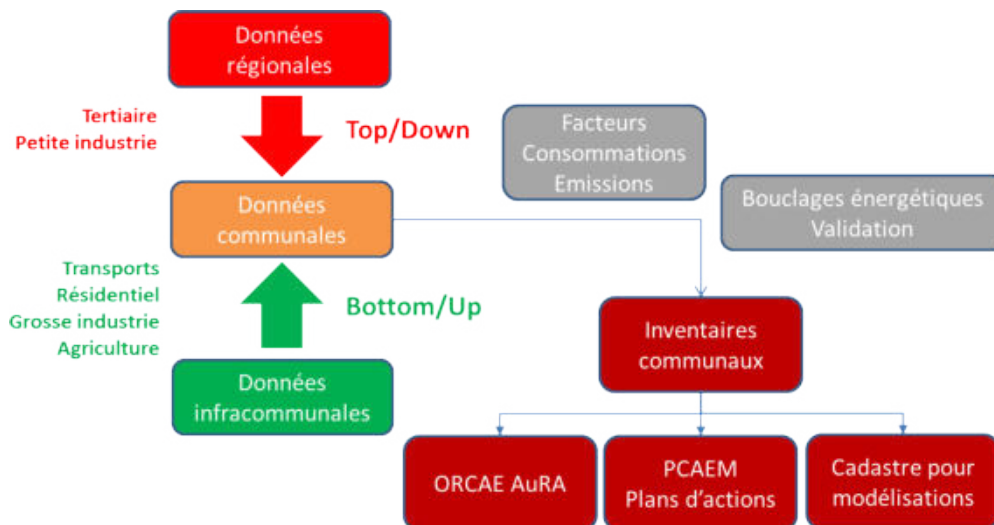 Données
régionales
Tertiaire
Petite industrie
Top/Down
Facteurs
Consommations
Emissions
Bouclages énergétiques
Validation
Données
communales
Transports
Résidentiel
Grosse industrie
Agriculture
Bottom/Up
Inventaires
communaux
Données
infracommunales
ORCAE AuRA
PCAEM
Plans d'actions
Cadastre pour
modélisations